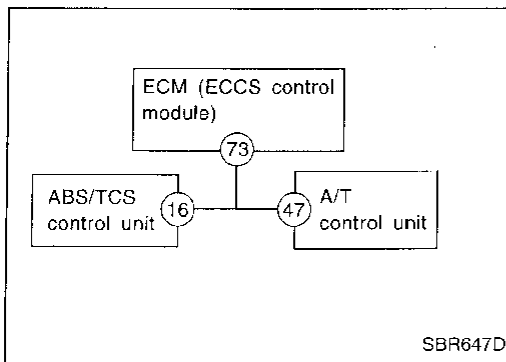 ECM (ECCS control
module)
73
ABS/TCS
control unit
16
47
A/T
control unit
SBR647D